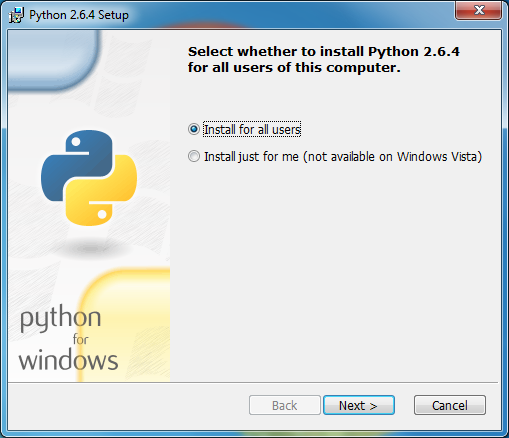 Python 2.6.4 Setup
Select whether to install Python 2.6.4
for all users of this computer.
Install for all users
Install just for me (not available on Windows Vista)
python
for
windows
Back
Next >
Cancel